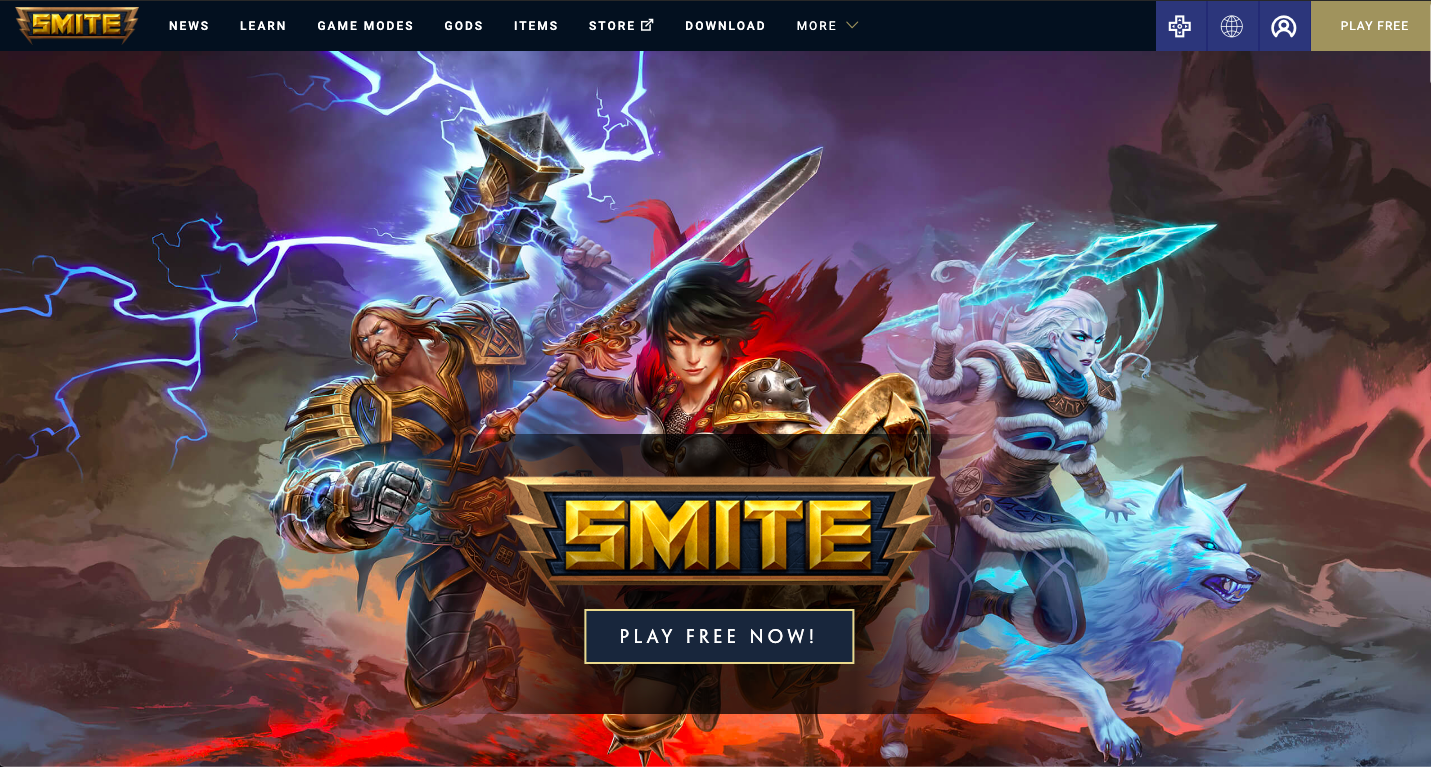 SMITE
NEWS LEARN GAME MODES GODS ITEMS STORE DOWNLOAD MORE
PLAY FREE
SMITE
PLAY FREE NOW!